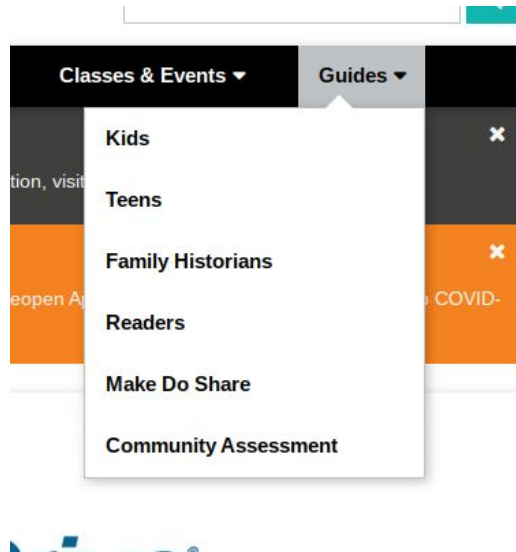 Classes & Events Guides
Kids
tion, visit
Teens
Family Historians
eopen COVID-
Readers
Make Do Share
Community Assessment